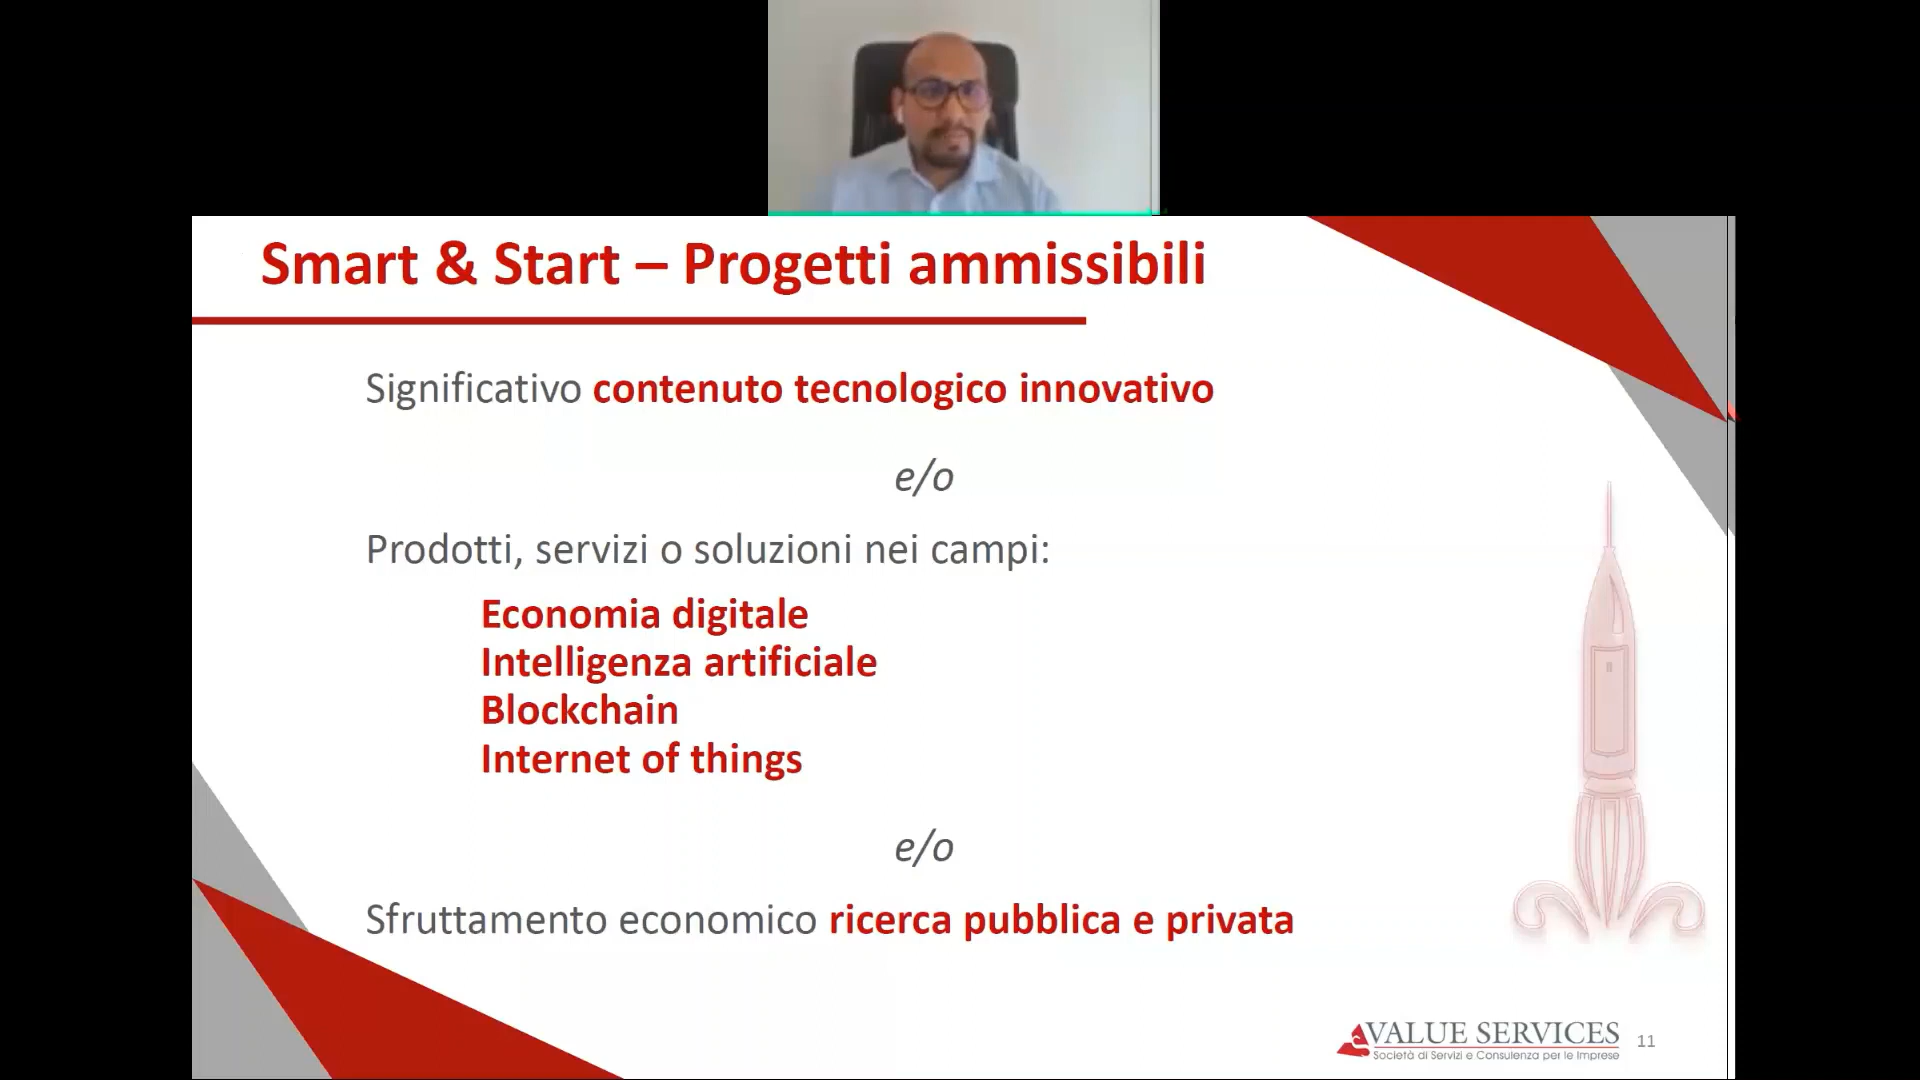 Smart & Start – Progetti ammissibili
Significativo contenuto tecnologico innovativo
e/o
Prodotti, servizi o soluzioni nei campi:
Economia digitale
Intelligenza artificiale
Blockchain
Internet of things
e/o
Sfruttamento economico ricerca pubblica e privata
VALUE SERVICES
Società di Servizi e Consulenza per le Imprese
11